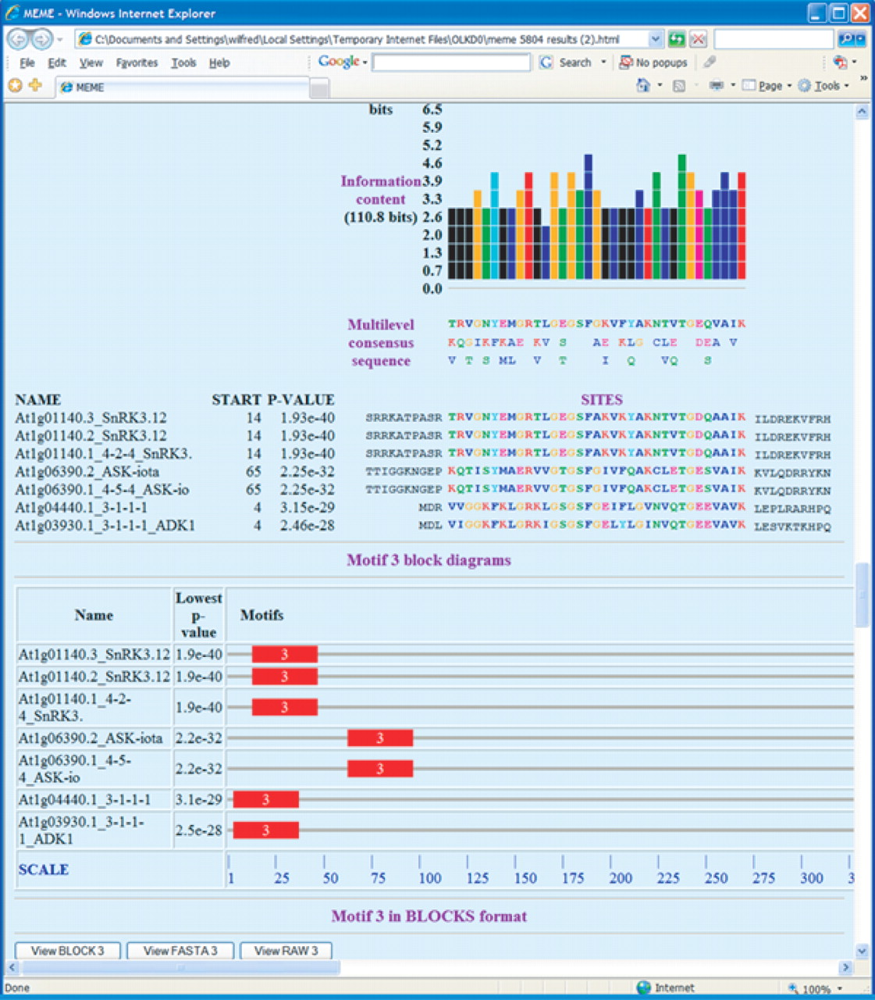 MEME - Windows Internet Explorer
C:\Documents and Settings\wilfred\Local Settings\Temporary Internet Files\OLKD0\meme 5804 results (2).html
File Edit View Favorites Tools Help Google Search No popups
MEME Page Tools »
bits 6.5
5.9
5.2
4.6
Information 3.9
content 3.3
(110.8 bits) 2.6
2.0
1.3
0.7
0.0
Multilevel TRVGNYEMGRTLGEGSFGKVFYAKNTVTGEQVAIK
consensus KQGIKFKAE KV S AE KLG CLE DEA V
sequence V T S ML V T I Q VQ S
NAME START P-VALUE SITES
At1g01140.3_SnRK3.12 14 1.93e-40 SRRKATPASR TRVGNYEMGRTLGEGSFAKVKYAKNTVTGDQAAIK ILDREKVFRH
At1g01140.2_SnRK3.12 14 1.93e-40 SRRKATPASR TRVGNYEMGRTLGEGSFAKVKYAKNTVTGDQAAIK ILDREKVFRH
At1g01140.1_4-2-4_SnRK3. 14 1.93e-40 SRRKATPASR TRVGNYEMGRTLGEGSFAKVKYAKNTVTGDQAAIK ILDREKVFRH
At1g06390.2_ASK-iota 65 2.25e-32 TTIGGKNGEP KQTISYMAERVVGTGSFGIVFQAKCLETGESVAIK KVLQDRRYKN
At1g06390.1_4-5-4_ASK-io 65 2.25e-32 TTIGGKNGEP KQTISYMAERVVGTGSFGIVFQAKCLETGESVAIK KVLQDRRYKN
At1g04440.1_3-1-1-1 4 3.15e-29 MDR VVGGKFKLGRKLGSGSFGEIFLGVNVQTGEEVAVK LEPLRARHPQ
At1g03930.1_3-1-1-1_ADK1 4 2.46e-28 MDL VIGGKFKLGRKIGSGSFGELYLGINVQTGEEVAVK LESVKTKHPQ
Motif 3 block diagrams
Name Lowest p-value Motifs
At1g01140.3_SnRK3.12 1.9e-40 3
At1g01140.2_SnRK3.12 1.9e-40 3
At1g01140.1_4-2-
4_SnRK3. 1.9e-40 3
At1g06390.2_ASK-iota 2.2e-32 3
At1g06390.1_4-5-
4_ASK-io 2.2e-32 3
At1g04440.1_3-1-1-1 3.1e-29 3
At1g03930.1_3-1-1-
1_ADK1 2.5e-28 3
SCALE 1 25 50 75 100 125 150 175 200 225 250 275 300 3
Motif 3 in BLOCKS format
View BLOCK 3 View FASTA 3 View RAW 3
Done Internet 100%